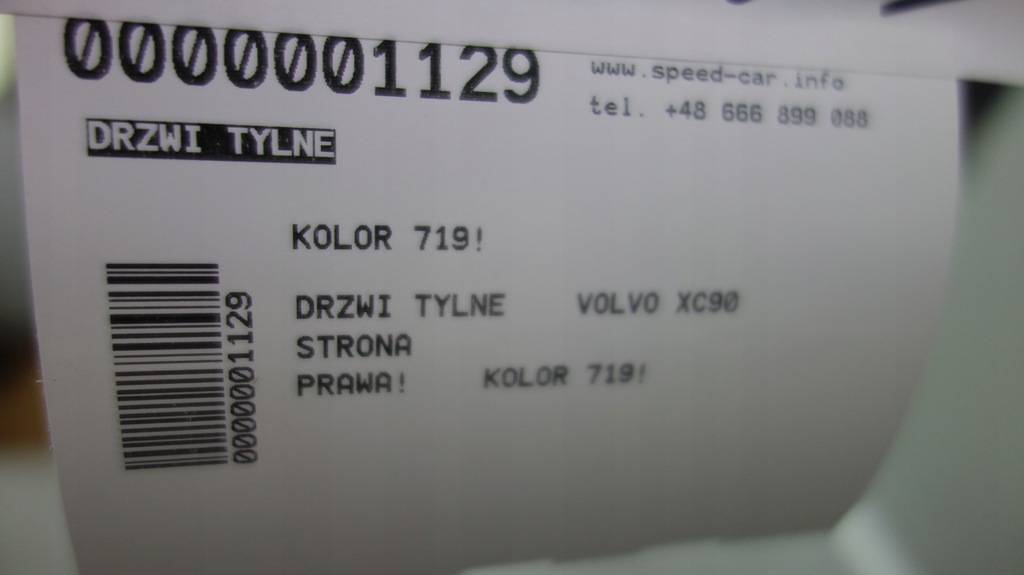 0000001129
www.speed-car.info
tel. +48 666 899 088
DRZWI TYLNE
KOLOR 719!
DRZWI TYLNE VOLVO XC90
STRONA
PRAWA! KOLOR 719!
0000001129